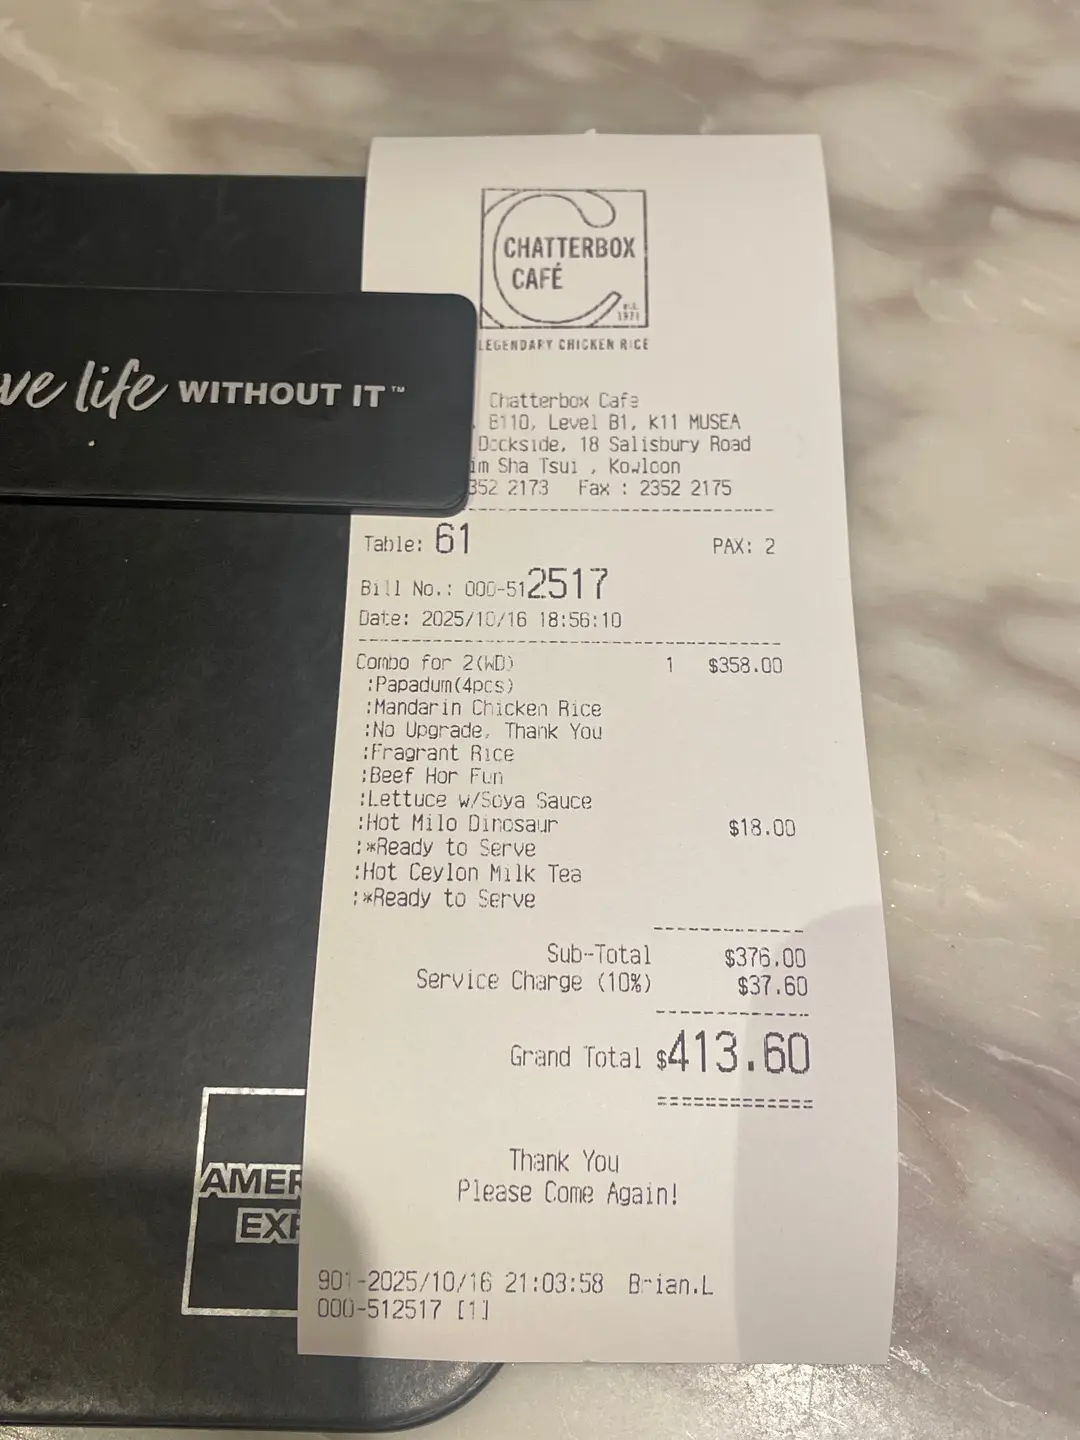 CHATTERBOX
CAFÉ
est.
1971
LEGENDARY CHICKEN RICE
life WITHOUT IT™
Chatterbox Cafe
B110, Level B1, K11 MUSEA
Dockside, 18 Salisbury Road
Sha Tsui , Kowloon
2173 Fax : 2352 2175
Table: 61 PAX: 2
Bill No.: 000-512517
Date: 2025/10/16 18:56:10
Combo for 2(WD) 1 $358.00
:Papadum(4pcs)
:Mandarin Chicken Rice
:No Upgrade, Thank You
:Fragrant Rice
:Beef Hor Fun
:Lettuce w/Soya Sauce
:Hot Milo Dinosaur $18.00
:*Ready to Serve
:Hot Ceylon Milk Tea
:*Ready to Serve
Sub-Total $376.00
Service Charge (10%) $37.60
Grand Total $413.60
Thank You
Please Come Again!
AMER
EXP
901-2025/10/16 21:03:58 Brian.L
000-512517 [1]